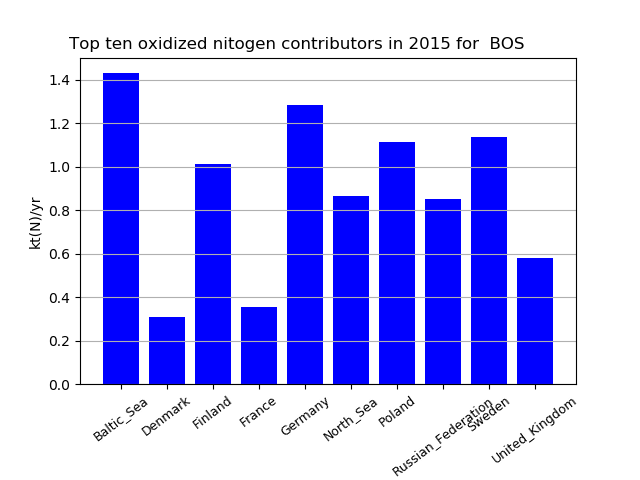 Top ten oxidized nitogen contributors in 2015 for  BOS
kt(N)/yr
1.4
1.2
1.0
0.8
0.6
0.4
0.2
0.0
Baltic_Sea
Denmark
Finland
France
Germany
North_Sea
Poland
Russian_Federation
Sweden
United_Kingdom